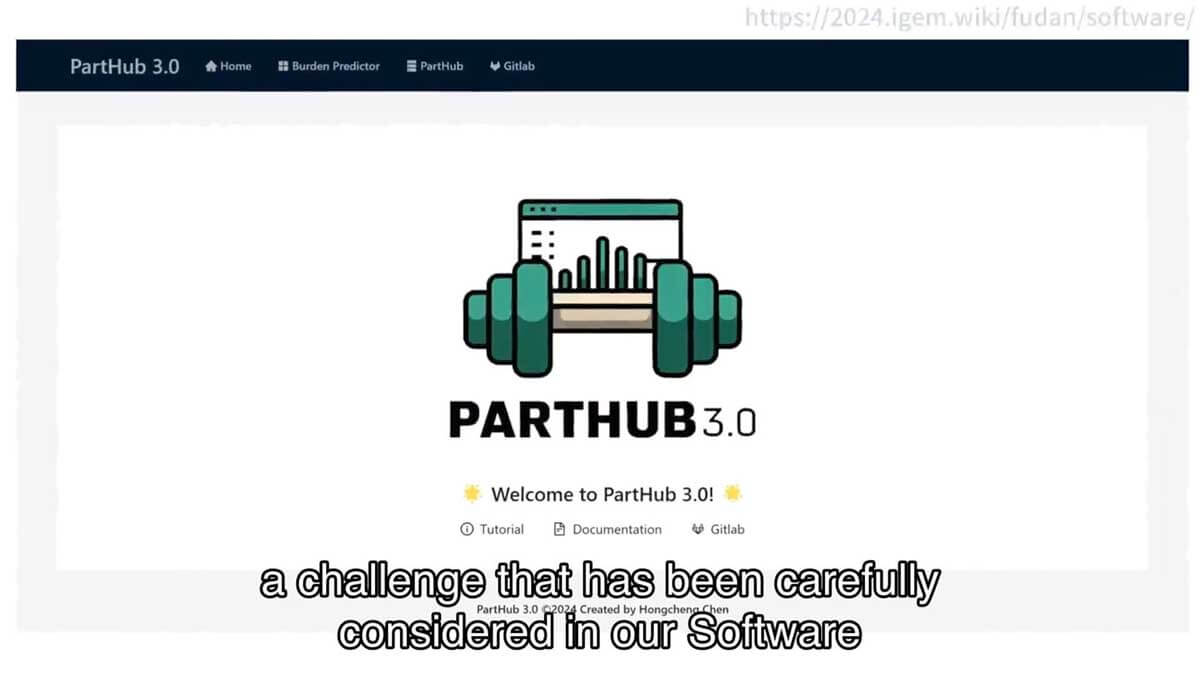 https://2024.igem.wiki/fudan/software/
PartHub 3.0 Home Burden Predictor PartHub Gitlab
PARTHUB 3.0
🌟 Welcome to PartHub 3.0! 🌟
Tutorial Documentation Gitlab
a challenge that has been carefully
PartHub 3.0 ©2024 Created by Hongcheng Chen
considered in our Software